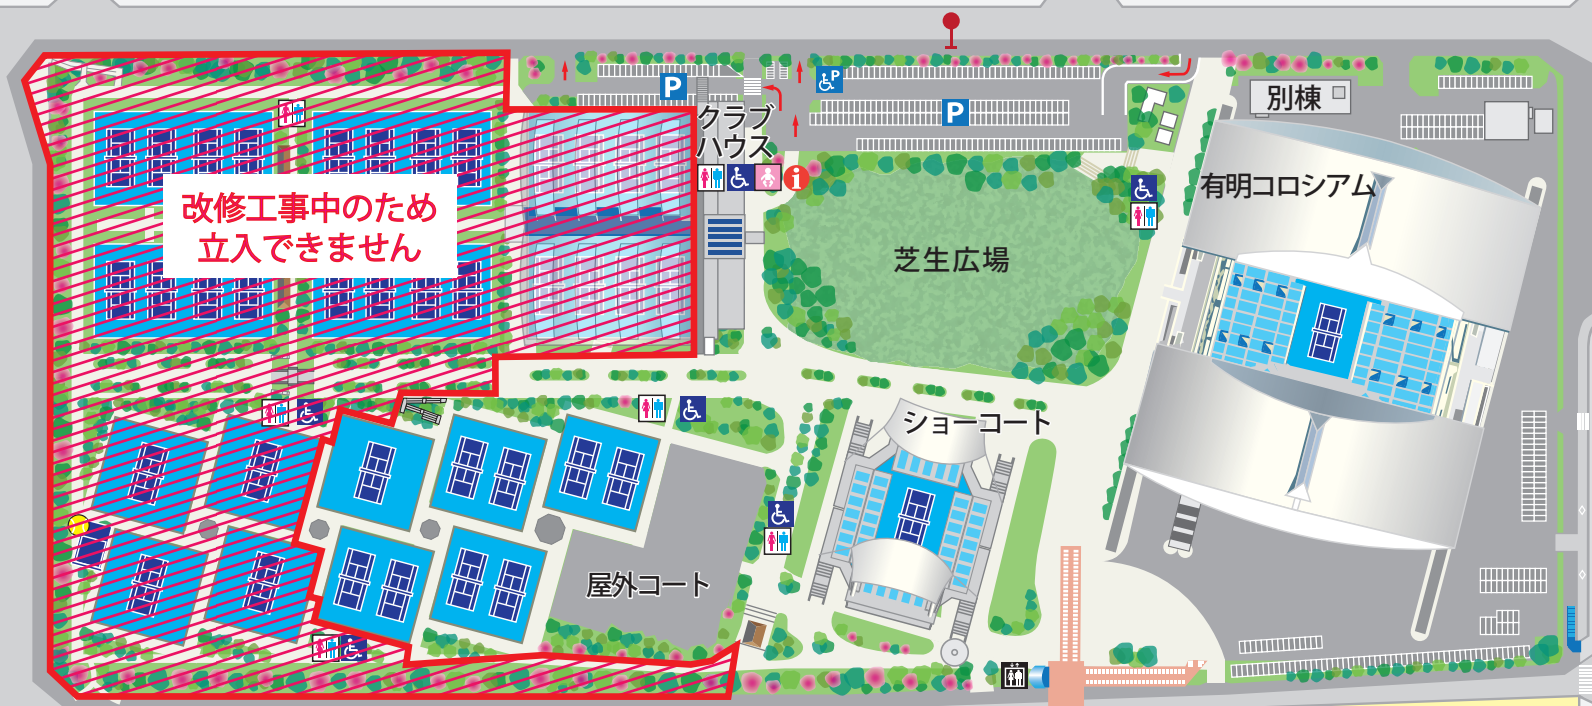 P
P
P
別棟
クラブ
ハウス
i
有明コロシアム
改修工事中のため
立入できません
芝生広場
ショーコート
屋外コート